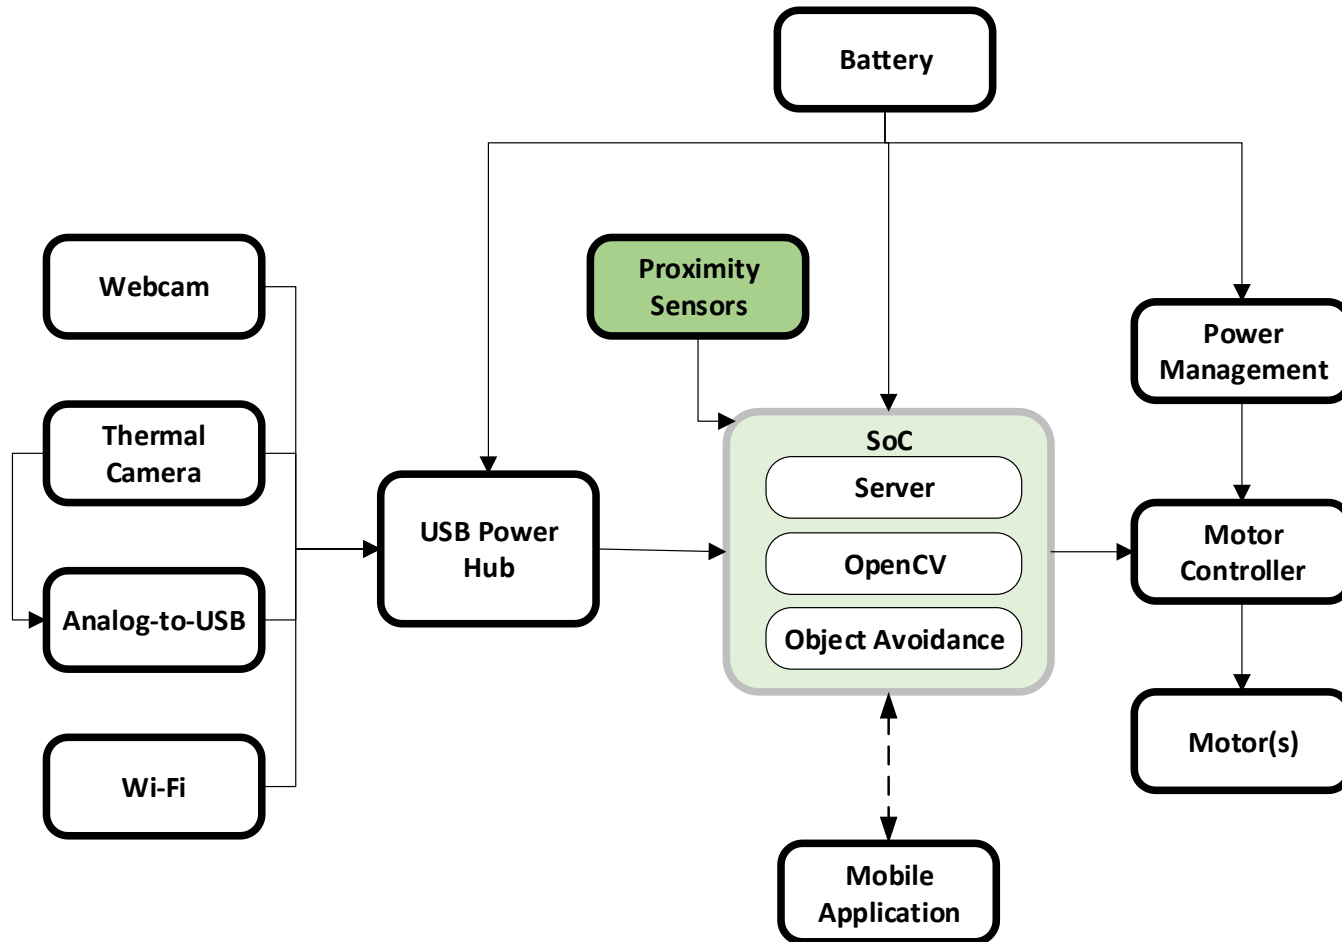 Battery
Webcam
Proximity
Sensors
Power
Management
Thermal
Camera
SoC
Server
USB Power
Hub
OpenCV
Motor
Controller
Analog-to-USB
Object Avoidance
Motor(s)
Wi-Fi
Mobile
Application